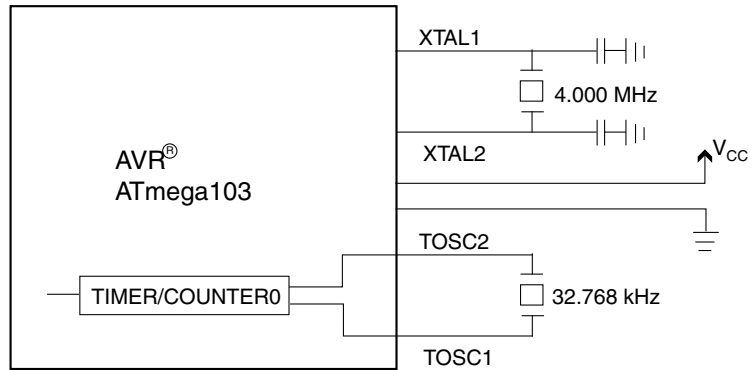 XTAL1
4.000 MHz
XTAL2
AVR®
ATmega103
VCC
TOSC2
TIMER/COUNTER0
32.768 kHz
TOSC1